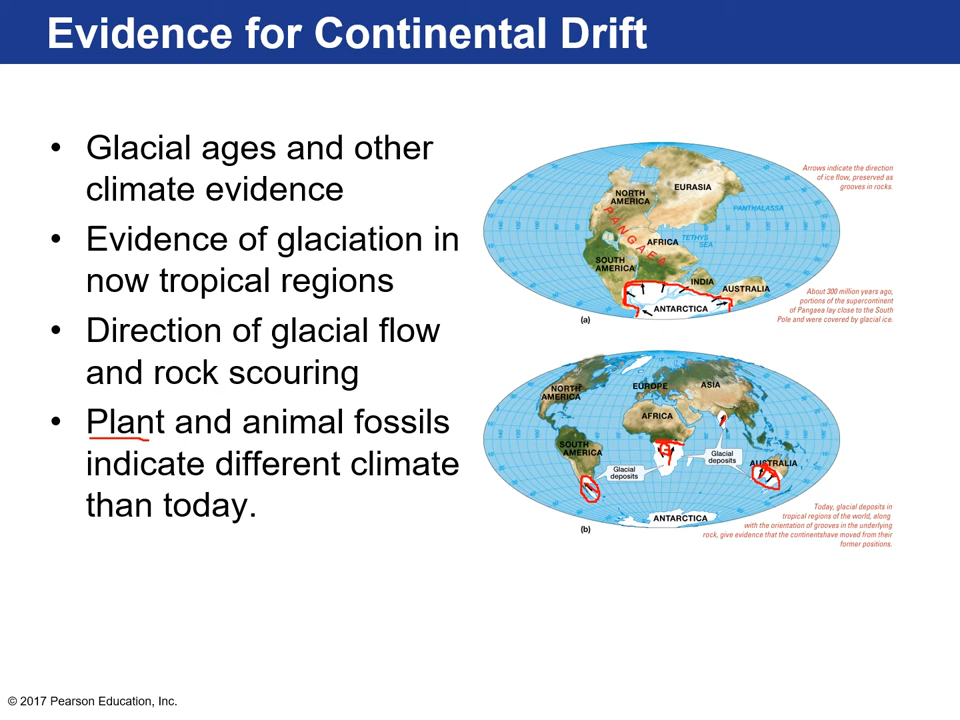 Evidence for Continental Drift
• Glacial ages and other
climate evidence
• Evidence of glaciation in
now tropical regions
• Direction of glacial flow
and rock scouring
• Plant and animal fossils
indicate different climate
than today.
Arrows indicate the direction
of ice flow, preserved as
grooves in rocks.
NORTH
AMERICA
EURASIA
PANTHALASSA
PANGAEA
AFRICA
TETHYS
SEA
SOUTH
AMERICA
INDIA
AUSTRALIA
ANTARCTICA
(a)
About 300 million years ago,
portions of the supercontinent
of Pangaea lay close to the South
Pole and were covered by glacial ice.
NORTH
AMERICA
EUROPE
ASIA
AFRICA
SOUTH
AMERICA
Glacial
deposits
Glacial
deposits
AUSTRALIA
ANTARCTICA
(b)
Today, glacial deposits in
tropical regions of the world, along
with the orientation of grooves in the underlying
rock, give evidence that the continentshave moved from their
former positions.
© 2017 Pearson Education, Inc.